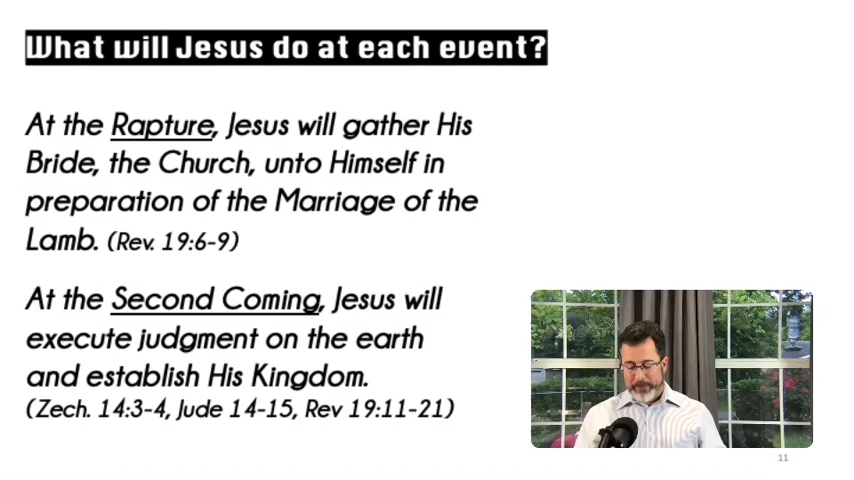 What will Jesus do at each event?
At the Rapture, Jesus will gather His
Bride, the Church, unto Himself in
preparation of the Marriage of the
Lamb. (Rev. 19:6-9)
At the Second Coming, Jesus will
execute judgment on the earth
and establish His Kingdom.
(Zech. 14:3-4, Jude 14-15, Rev 19:11-21)
11